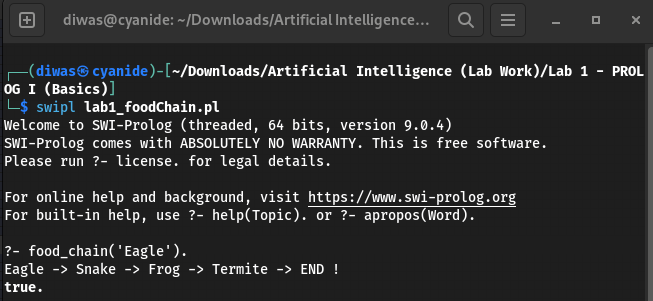 diwas@cyanide: ~/Downloads/Artificial Intelligence...
┌──(diwas㉿cyanide)-[~/Downloads/Artificial Intelligence (Lab Work)/Lab 1 - PROL
OG I (Basics)]
└─$ swipl lab1_foodChain.pl
Welcome to SWI-Prolog (threaded, 64 bits, version 9.0.4)
SWI-Prolog comes with ABSOLUTELY NO WARRANTY. This is free software.
Please run ?- license. for legal details.
For online help and background, visit https://www.swi-prolog.org
For built-in help, use ?- help(Topic). or ?- apropos(Word).
?- food_chain('Eagle').
Eagle -> Snake -> Frog -> Termite -> END !
true.